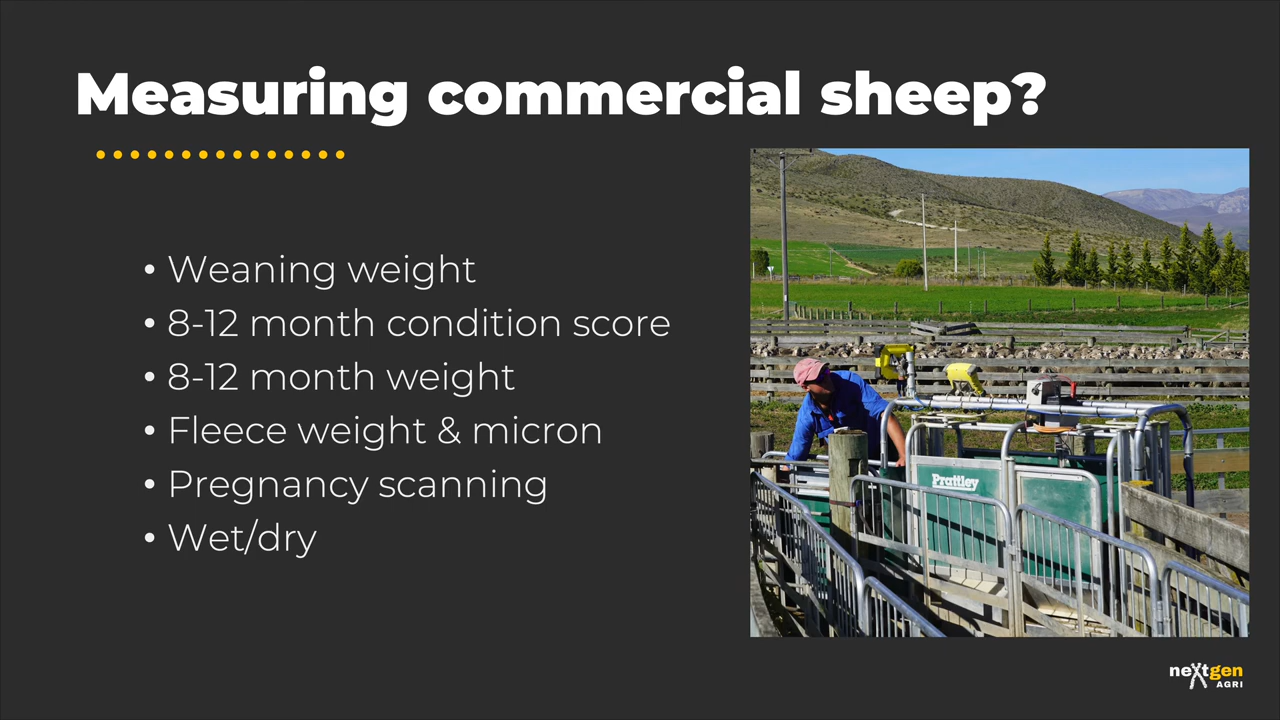 Measuring commercial sheep?
• Weaning weight
• 8-12 month condition score
• 8-12 month weight
• Fleece weight & micron
• Pregnancy scanning
• Wet/dry
Prattley
nextgen
AGRI